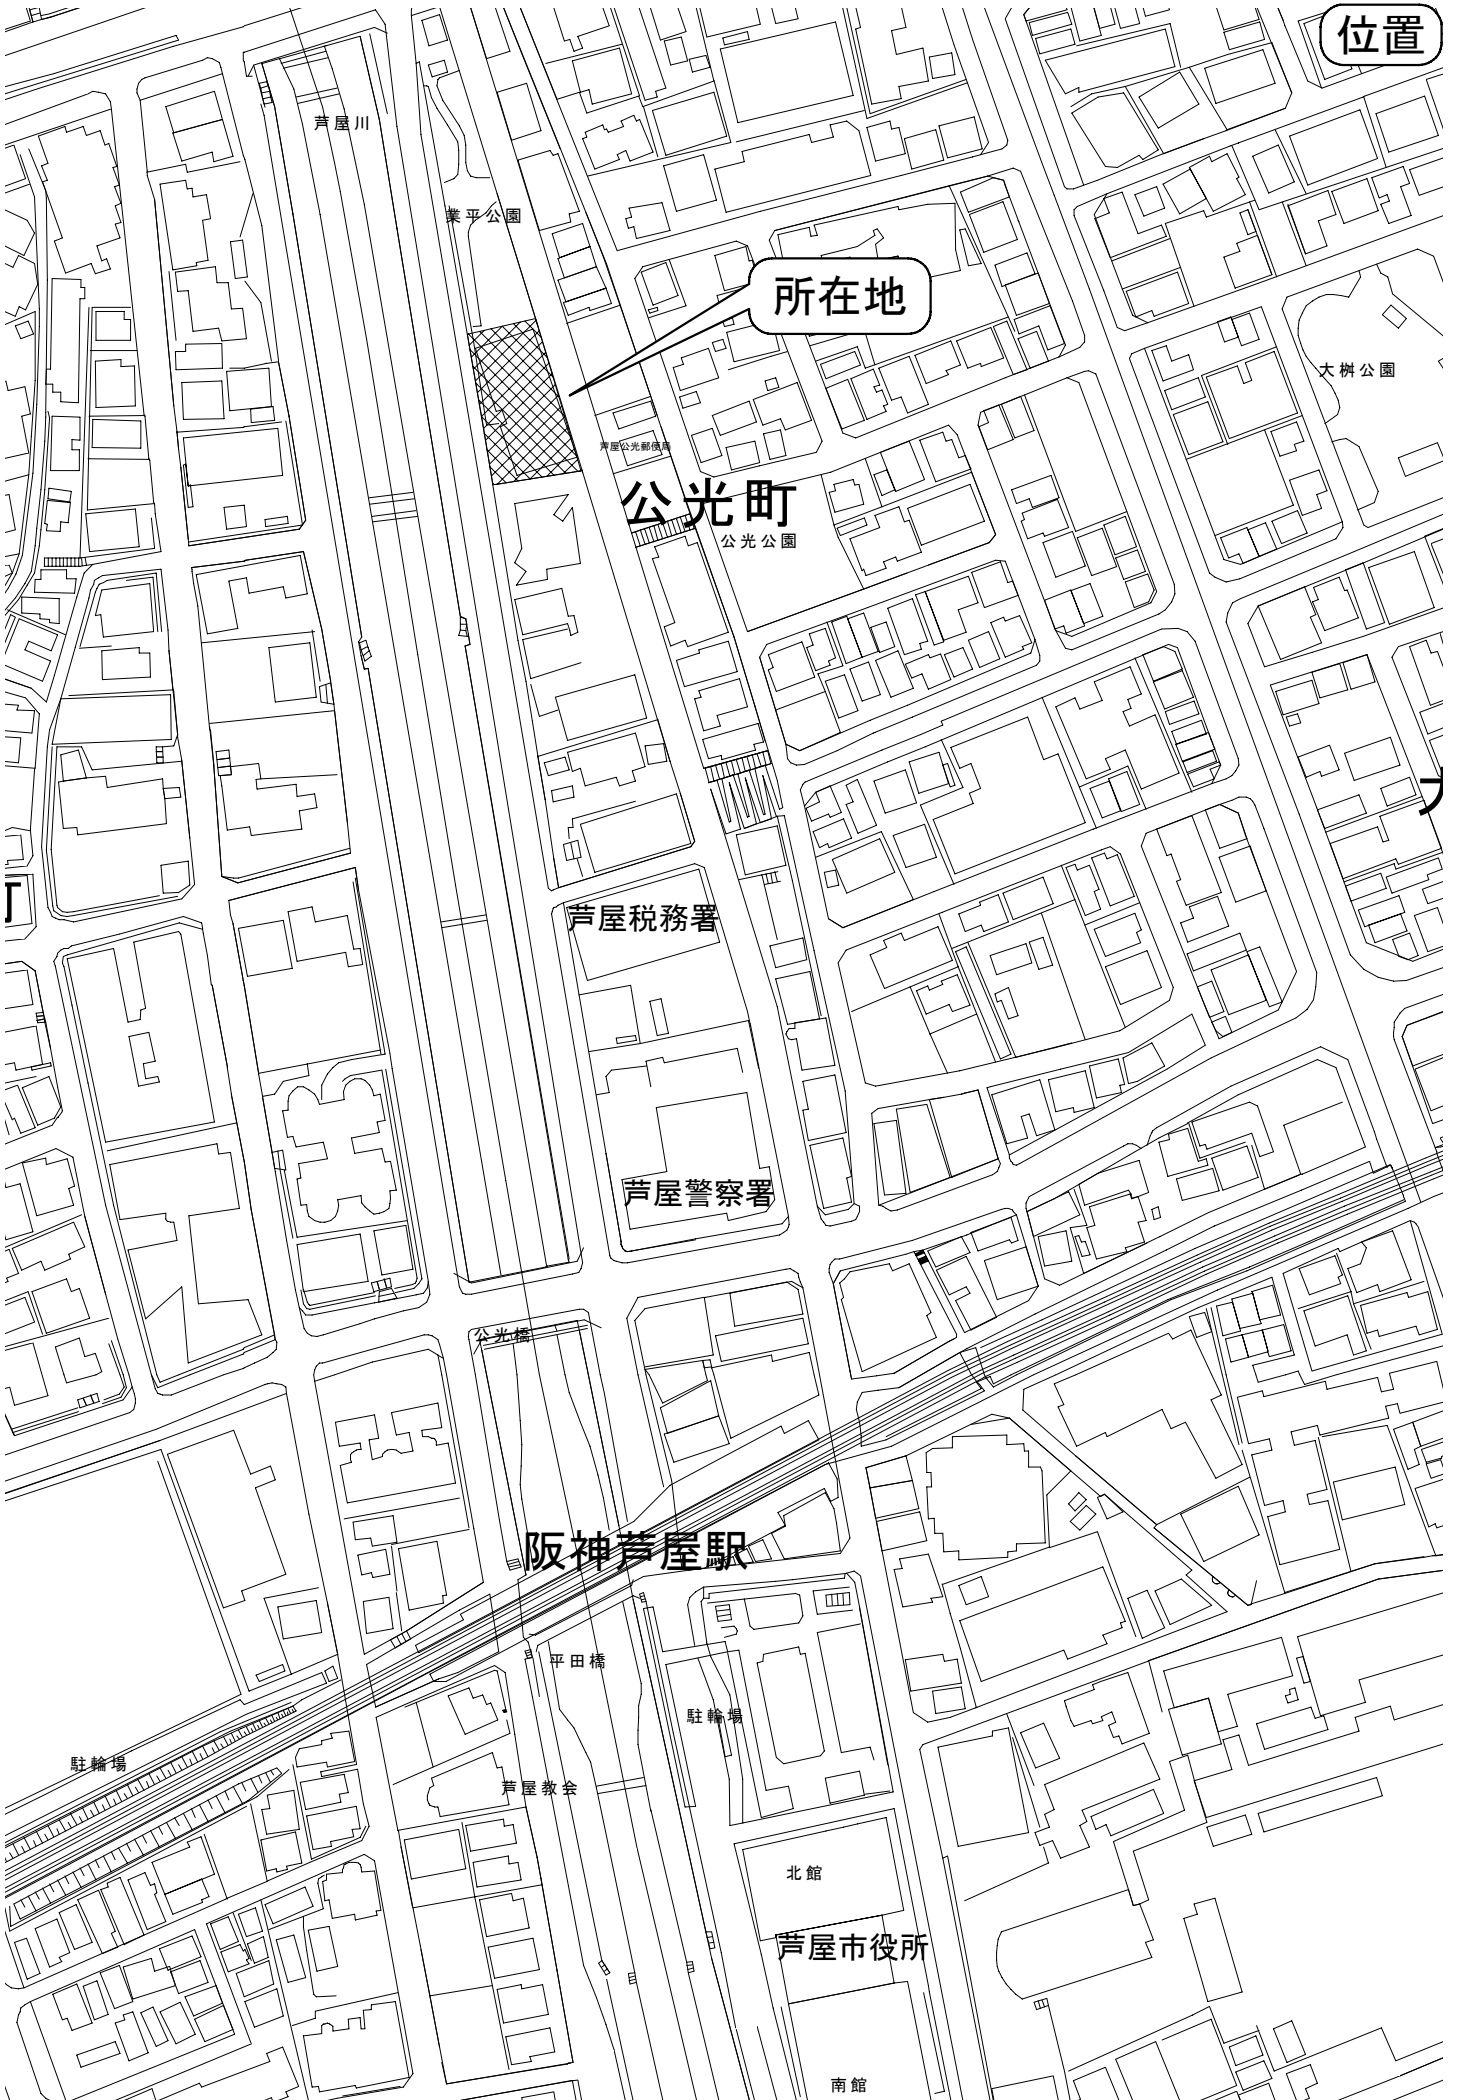 位置
芦屋川
業平公園
所在地
大桝公園
芦屋公光郵便局
公光町
公光公園
芦屋税務署
芦屋警察署
公光橋
阪神芦屋駅
平田橋
駐輪場
駐輪場
芦屋教会
北館
芦屋市役所
南館